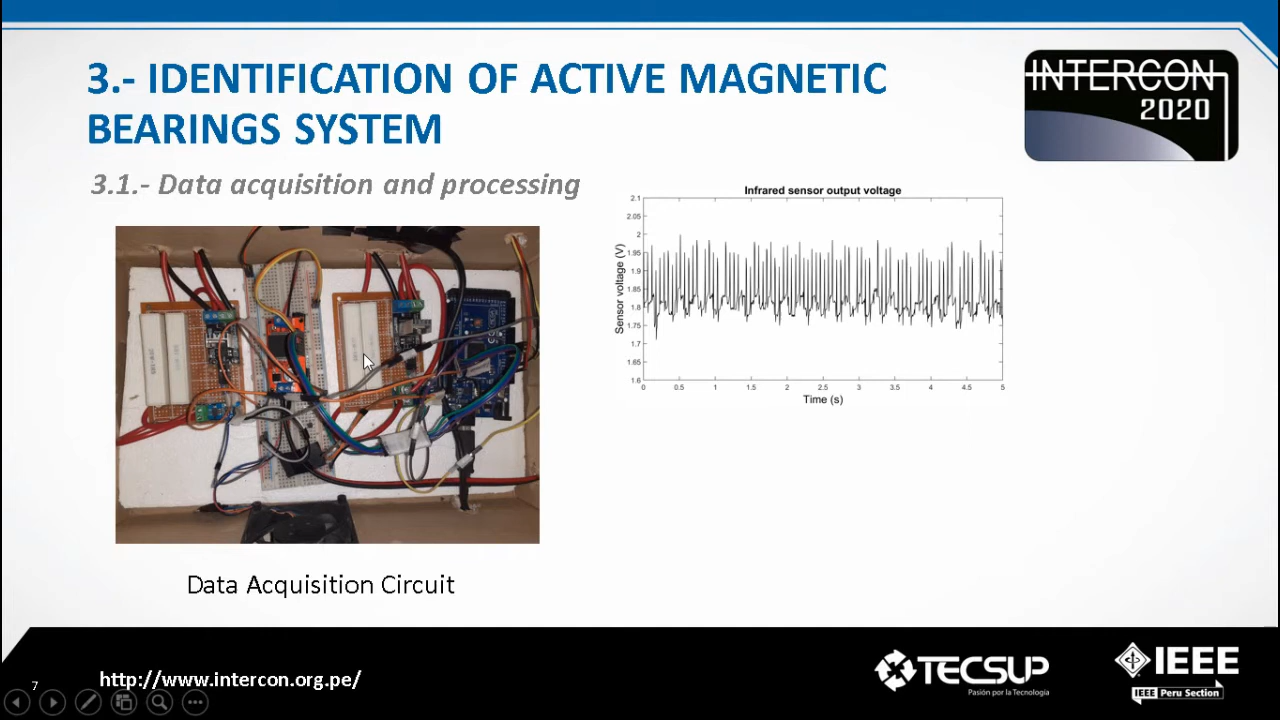 3.- IDENTIFICATION OF ACTIVE MAGNETIC
BEARINGS SYSTEM
INTERCON
2020
3.1.- Data acquisition and processing
Infrared sensor output voltage
2.1
2.05
2
1.95
1.9
1.85
1.8
1.75
1.7
1.65
1.6
Sensor voltage (V)
0 0.5 1 1.5 2 2.5 3 3.5 4 4.5 5
Time (s)
Data Acquisition Circuit
7
http://www.intercon.org.pe/
TECSUP
Pasión por la Tecnología
IEEE
IEEE Peru Section